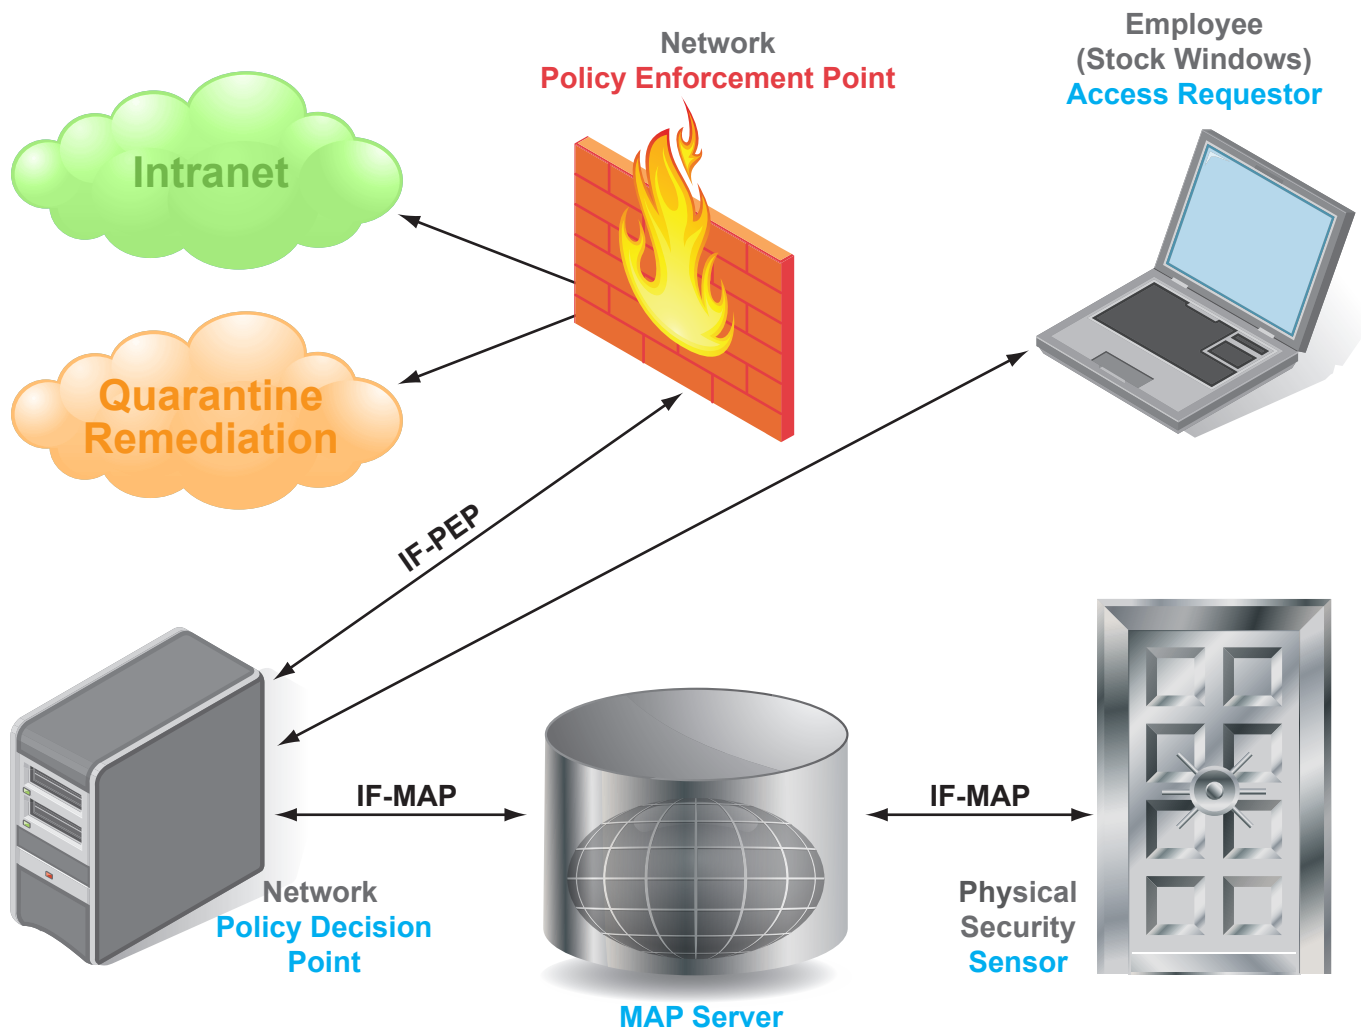 Network
Policy Enforcement Point
Employee
(Stock Windows)
Access Requestor
Intranet
Quarantine
Remediation
IF-PEP
IF-MAP
IF-MAP
Network
Policy Decision
Point
MAP Server
Physical
Security
Sensor